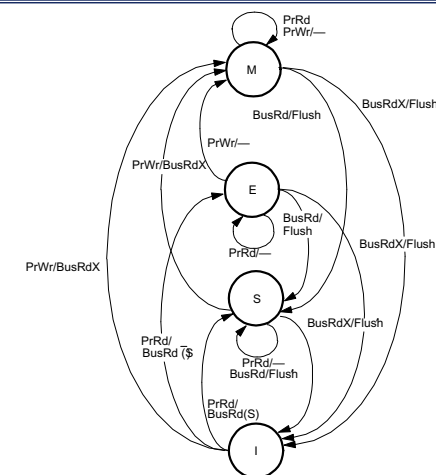 PrRd
PrWr/—
M
BusRdX/Flush
BusRd/Flush
PrWr/—
PrWr/BusRdX
E
BusRd/
Flush
BusRdX/Flush
PrRd/—
PrWr/BusRdX
S
BusRdX/Flush
PrRd/
BusRd (S̅)
PrRd/—
BusRd/Flush
PrRd/
BusRd(S)
I